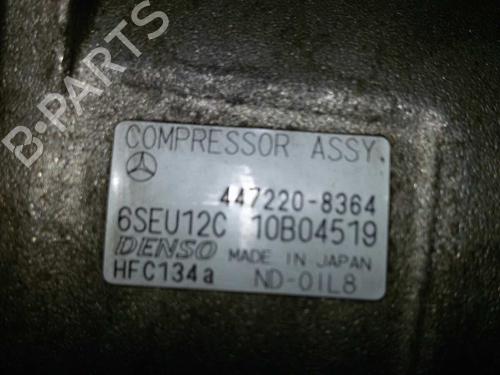 B-PARTS
COMPRESSOR ASSY.
447220-8364
6SEU12C 10B04519
DENSO MADE IN JAPAN
HFC134a ND-OIL8